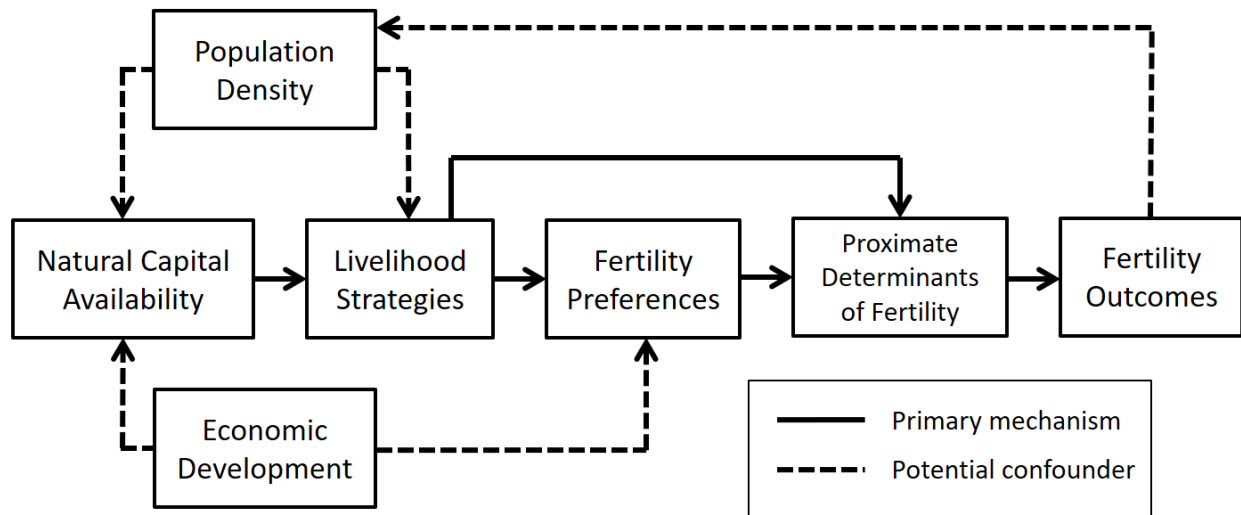 Population
Density
Natural Capital
Availability
Livelihood
Strategies
Fertility
Preferences
Proximate
Determinants
of Fertility
Fertility
Outcomes
Economic
Development
Primary mechanism
Potential confounder